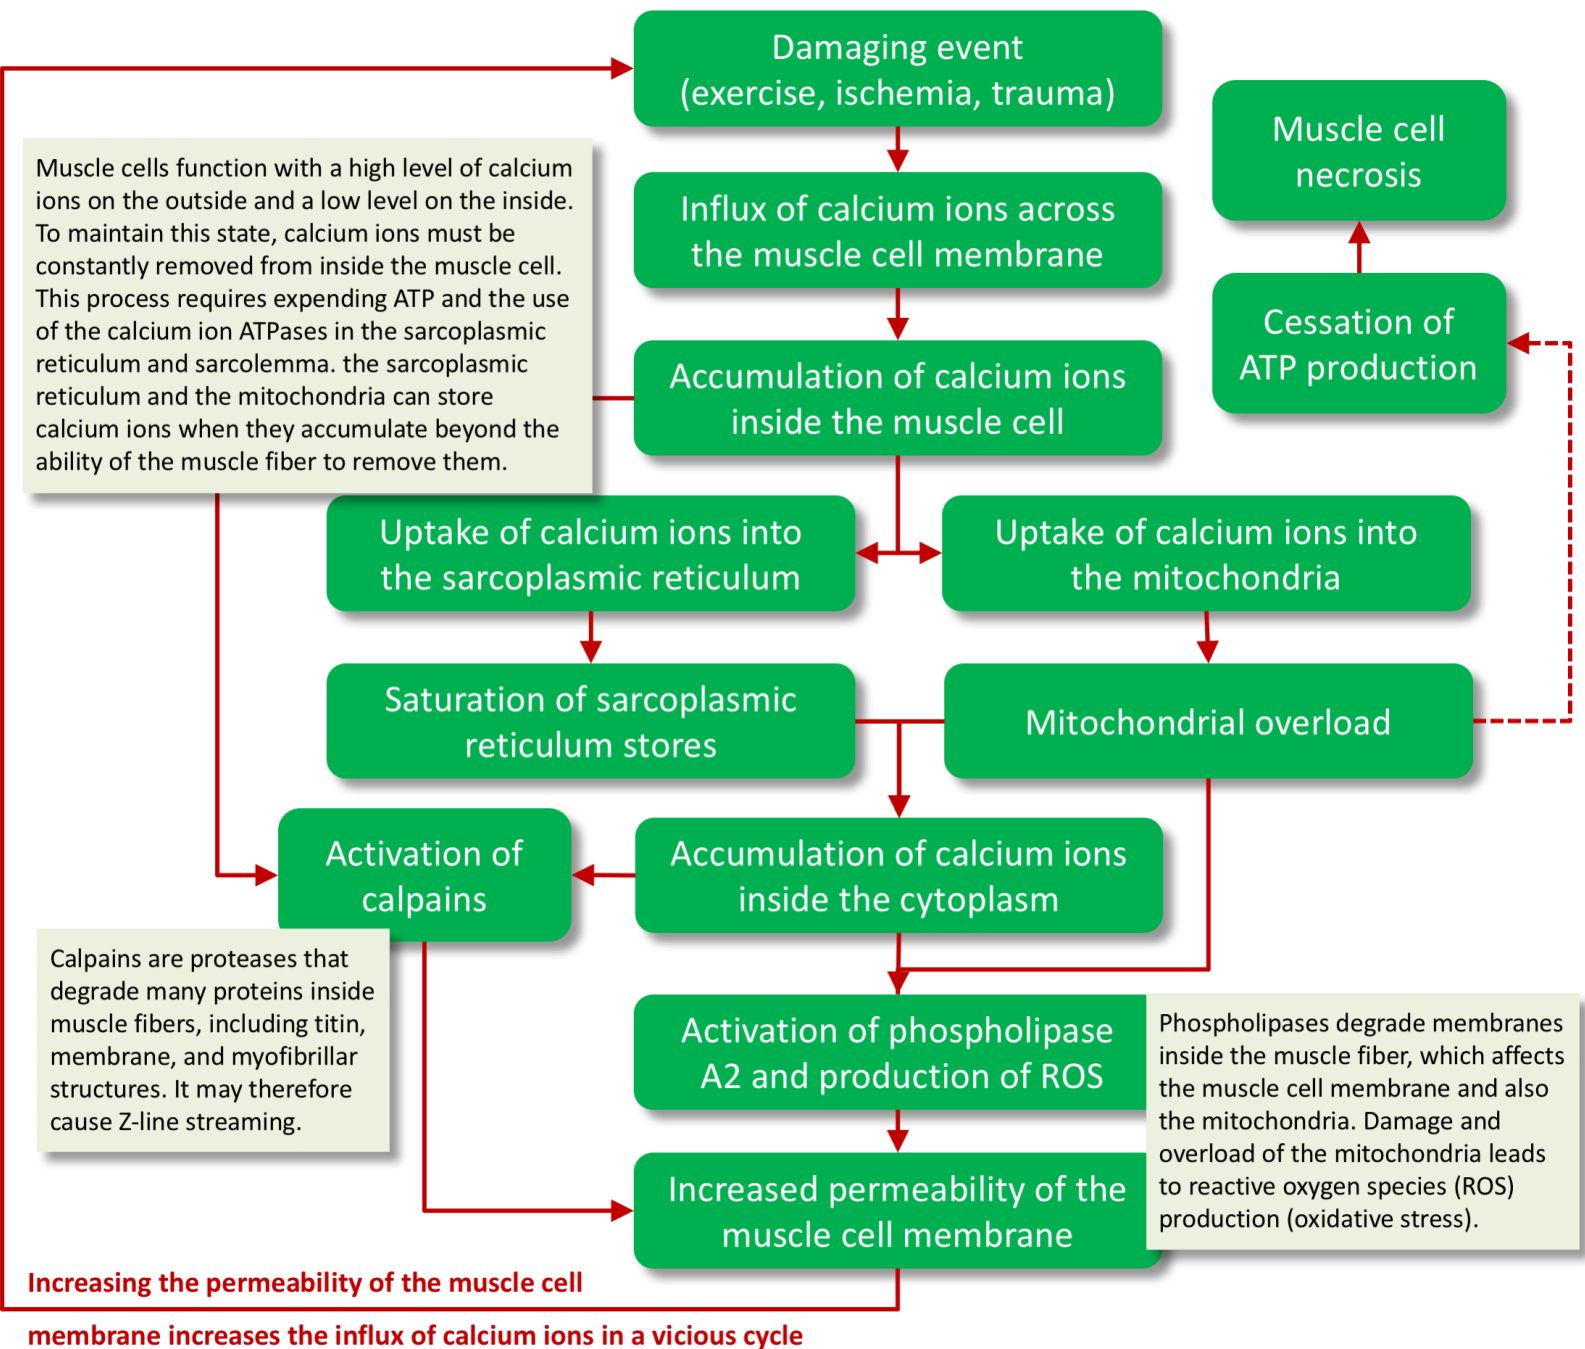 Damaging event
(exercise, ischemia, trauma)
Muscle cell
necrosis
Muscle cells function with a high level of calcium
ions on the outside and a low level on the inside.
To maintain this state, calcium ions must be
constantly removed from inside the muscle cell.
This process requires expending ATP and the use
of the calcium ion ATPases in the sarcoplasmic
reticulum and sarcolemma. the sarcoplasmic
reticulum and the mitochondria can store
calcium ions when they accumulate beyond the
ability of the muscle fiber to remove them.
Influx of calcium ions across
the muscle cell membrane
Cessation of
ATP production
Accumulation of calcium ions
inside the muscle cell
Uptake of calcium ions into
the sarcoplasmic reticulum
Uptake of calcium ions into
the mitochondria
Saturation of sarcoplasmic
reticulum stores
Mitochondrial overload
Activation of
calpains
Accumulation of calcium ions
inside the cytoplasm
Calpains are proteases that
degrade many proteins inside
muscle fibers, including titin,
membrane, and myofibrillar
structures. It may therefore
cause Z-line streaming.
Activation of phospholipase
A2 and production of ROS
Phospholipases degrade membranes
inside the muscle fiber, which affects
the muscle cell membrane and also
the mitochondria. Damage and
overload of the mitochondria leads
to reactive oxygen species (ROS)
production (oxidative stress).
Increased permeability of the
muscle cell membrane
Increasing the permeability of the muscle cell
membrane increases the influx of calcium ions in a vicious cycle